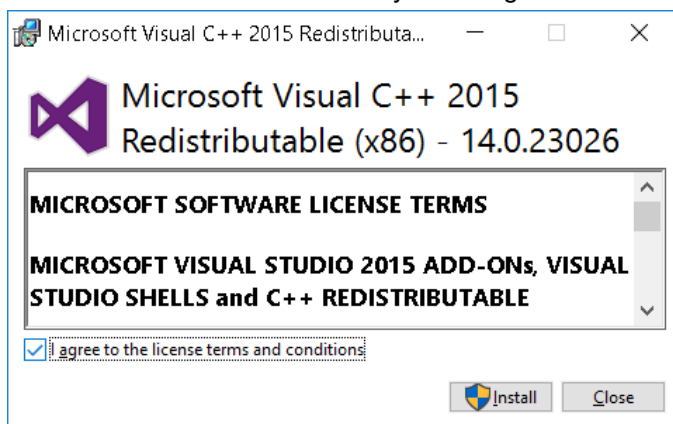 Microsoft Visual C++ 2015 Redistributa...
Microsoft Visual C++ 2015
Redistributable (x86) - 14.0.23026
MICROSOFT SOFTWARE LICENSE TERMS
MICROSOFT VISUAL STUDIO 2015 ADD-ONs, VISUAL
STUDIO SHELLS and C++ REDISTRIBUTABLE
I agree to the license terms and conditions
Install Close